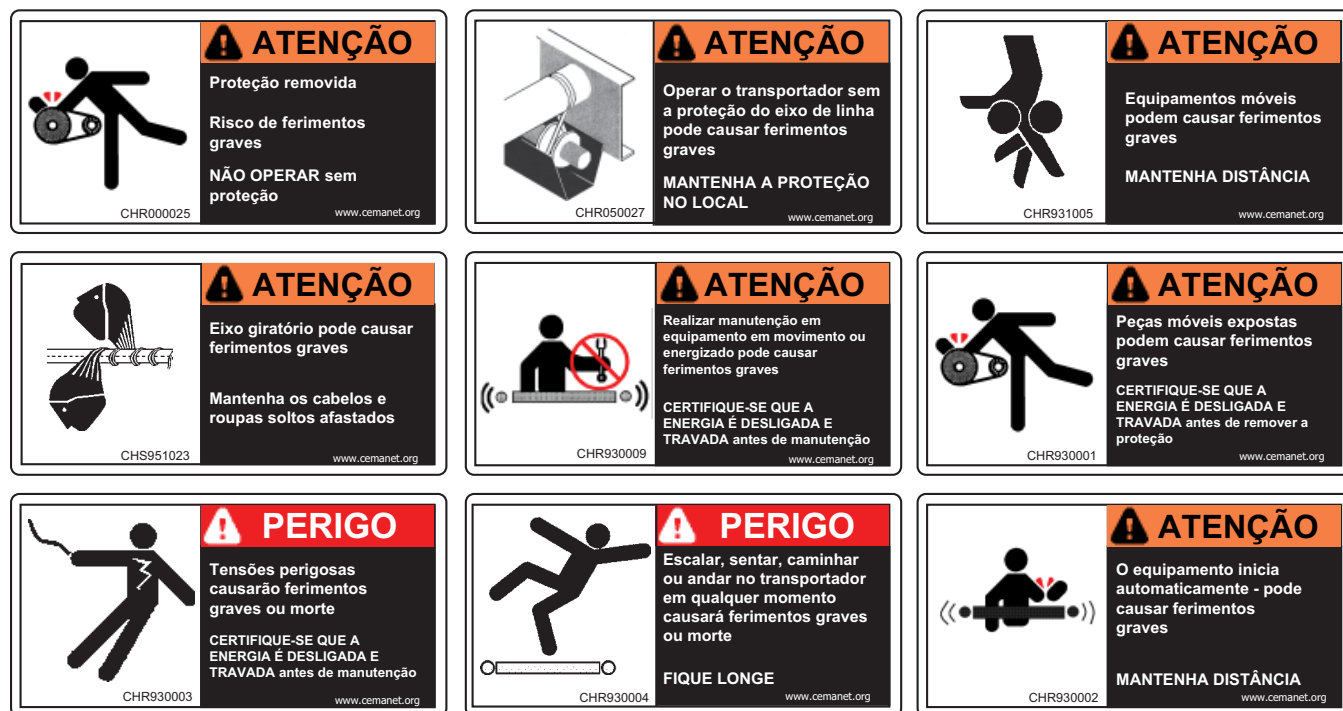 ATENÇÃO
Proteção removida
Risco de ferimentos
graves
NÃO OPERAR sem
proteção
CHR000025
www.cemanet.org
ATENÇÃO
Operar o transportador sem
a proteção do eixo de linha
pode causar ferimentos
graves
MANTENHA A PROTEÇÃO
NO LOCAL
CHR050027
www.cemanet.org
ATENÇÃO
Equipamentos móveis
podem causar ferimentos
graves
MANTENHA DISTÂNCIA
CHR931005
www.cemanet.org
ATENÇÃO
Eixo giratório pode causar
ferimentos graves
Mantenha os cabelos e
roupas soltos afastados
CHS951023
www.cemanet.org
ATENÇÃO
Realizar manutenção em
equipamento em movimento ou
energizado pode causar
ferimentos graves
CERTIFIQUE-SE QUE A
ENERGIA É DESLIGADA E
TRAVADA antes de manutenção
CHR930009
www.cemanet.org
ATENÇÃO
Peças móveis expostas
podem causar ferimentos
graves
CERTIFIQUE-SE QUE A
ENERGIA É DESLIGADA E
TRAVADA antes de remover a
proteção
CHR930001
www.cemanet.org
PERIGO
Tensões perigosas
causarão ferimentos
graves ou morte
CERTIFIQUE-SE QUE A
ENERGIA É DESLIGADA E
TRAVADA antes de manutenção
CHR930003
www.cemanet.org
PERIGO
Escalar, sentar, caminhar
ou andar no transportador
em qualquer momento
causará ferimentos graves
ou morte
FIQUE LONGE
CHR930004
www.cemanet.org
ATENÇÃO
O equipamento inicia
automaticamente - pode
causar ferimentos
graves
MANTENHA DISTÂNCIA
CHR930002
www.cemanet.org